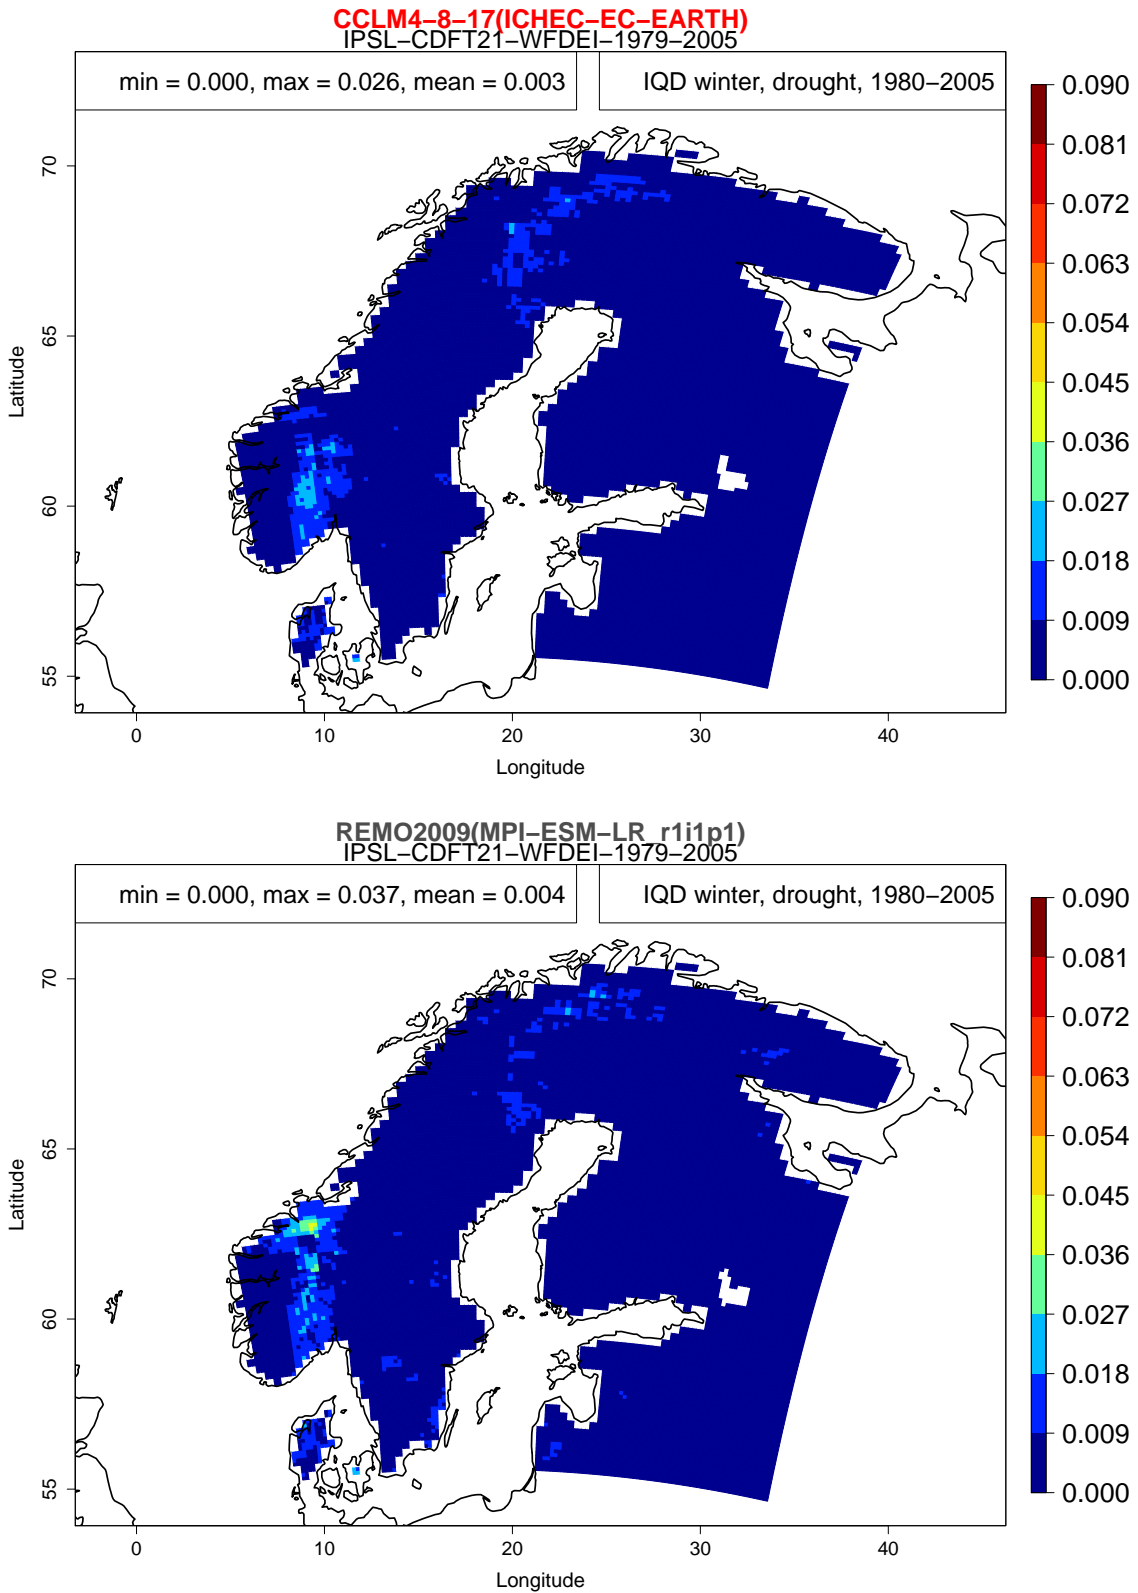 CCLM4−8−17(ICHEC−EC−EARTH)
IPSL−CDFT21−WFDEI−1979−2005
min = 0.000, max = 0.026, mean = 0.003
IQD winter, drought, 1980−2005
0.090
0.081
0.072
0.063
0.054
0.045
0.036
0.027
0.018
0.009
0.000
70
65
60
55
Latitude
0 10 20 30 40
Longitude
REMO2009(MPI−ESM−LR_r1i1p1)
IPSL−CDFT21−WFDEI−1979−2005
min = 0.000, max = 0.037, mean = 0.004
IQD winter, drought, 1980−2005
0.090
0.081
0.072
0.063
0.054
0.045
0.036
0.027
0.018
0.009
0.000
70
65
60
55
Latitude
0 10 20 30 40
Longitude